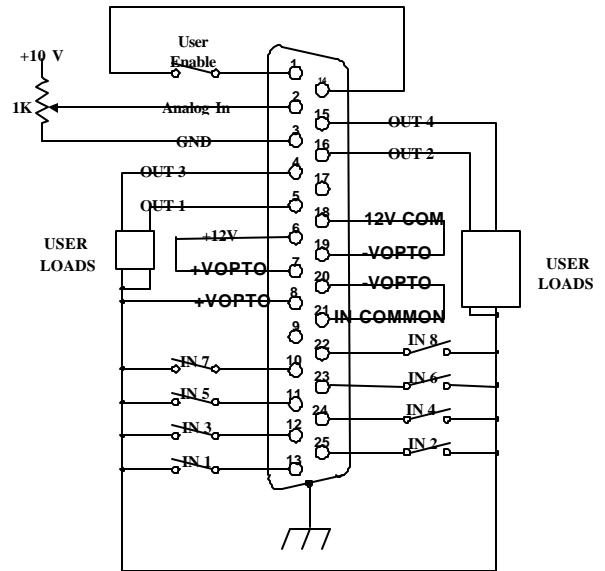 User
Enable
+10 V
1K
Analog In
GND
OUT 3
OUT 1
USER
LOADS
+12V
+VOPTO
+VOPTO
IN 7
IN 5
IN 3
IN 1
1
2
3
4
5
6
7
8
9
10
11
12
13
14
15
16
17
18
19
20
21
22
23
24
25
OUT 4
OUT 2
12V COM
-VOPTO
-VOPTO
IN COMMON
USER
LOADS
IN 8
IN 6
IN 4
IN 2